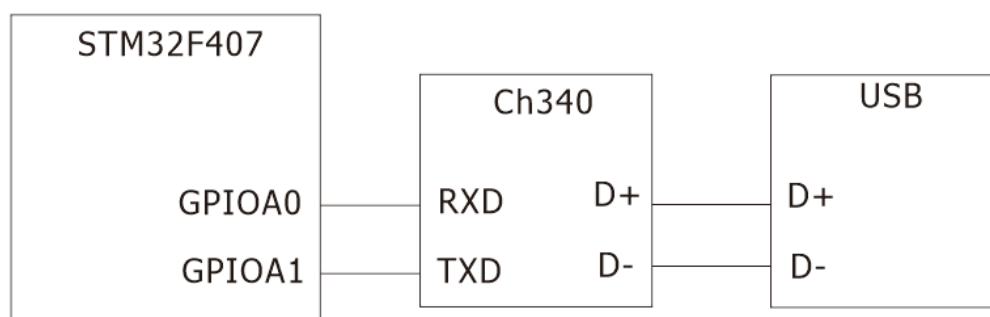 STM32F407
Ch340
USB
GPIOA0
RXD
D+
D+
GPIOA1
TXD
D-
D-